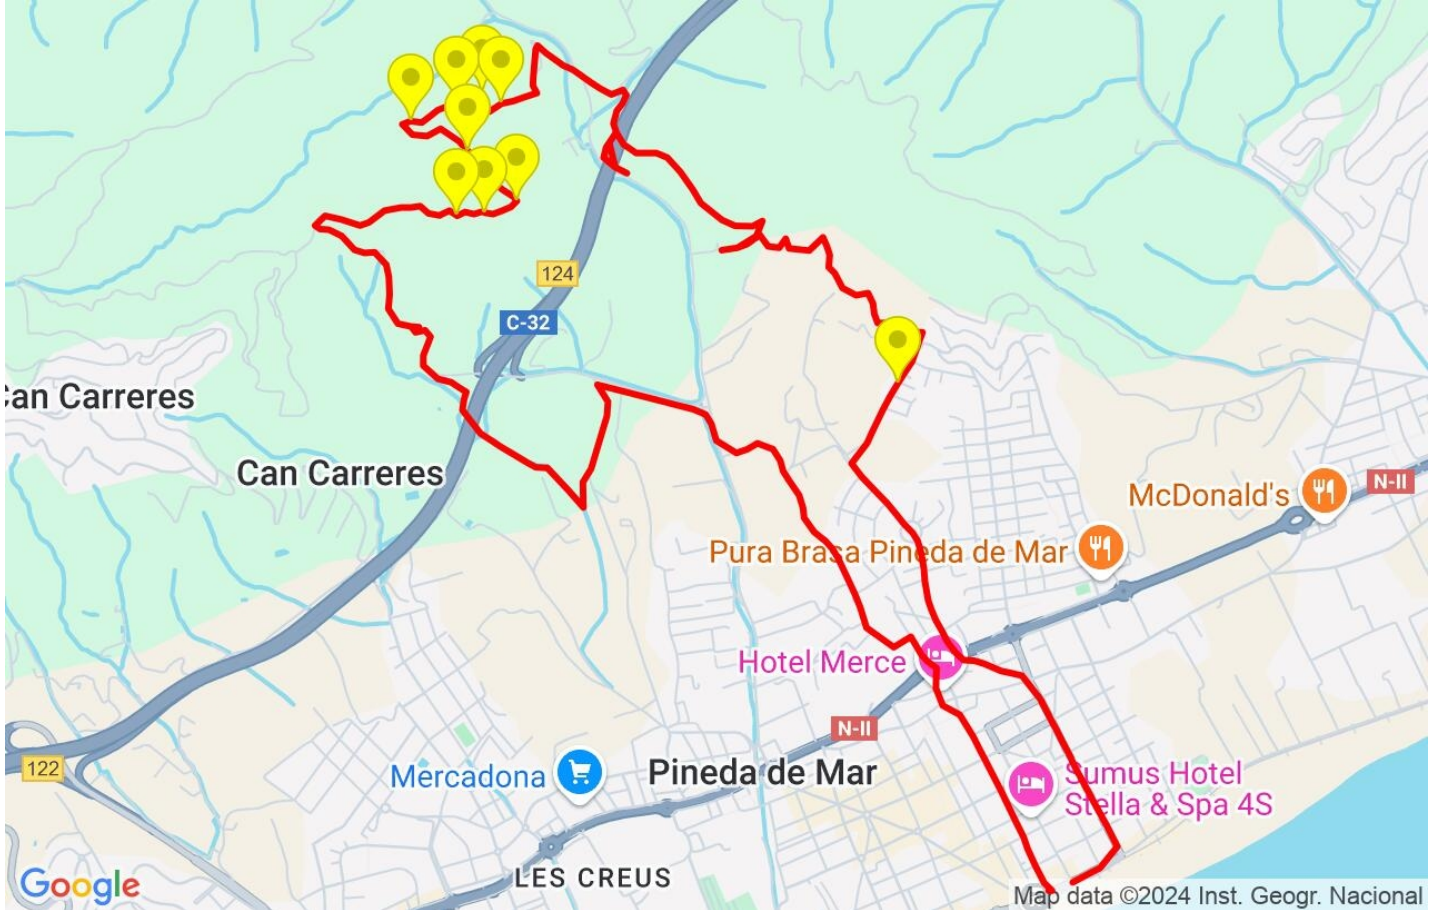 124
C-32
Can Carreres
Can Carreres
McDonald's
N-II
Pura Brasa Pineda de Mar
Hotel Merce
N-II
122
Mercadona
Pineda de Mar
Sumus Hotel
Stella & Spa 4S
LES CREUS
Google
Map data ©2024 Inst. Geogr. Nacional